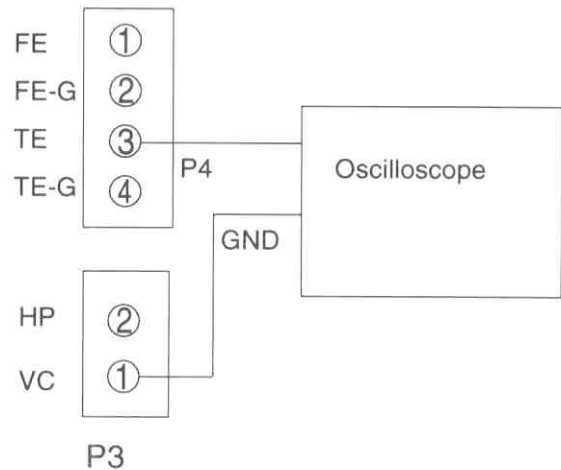 FE ①
FE-G ②
TE ③
P4
TE-G ④
Oscilloscope
GND
HP ②
VC ①
P3